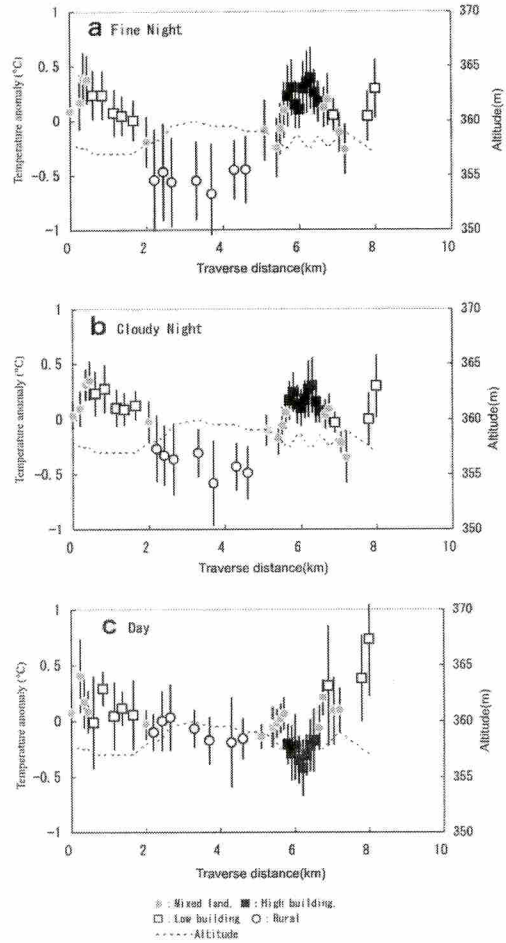 a Fine Night
Temperature anomaly (°C)
1
0.5
0
-0.5
-1
370
365
360
355
350
Altitude(m)
0 2 4 6 8 10
Traverse distance(km)
b Cloudy Night
Temperature anomaly (°C)
1
0.5
0
-0.5
-1
370
365
360
355
350
Altitude(m)
0 2 4 6 8 10
Traverse distance(km)
c Day
Temperature anomaly (°C)
1
0.5
0
-0.5
-1
370
365
360
355
350
Altitude(m)
0 2 4 6 8 10
Traverse distance(km)
: Mixed land. : High building.
: Low building : Rural
Altitude